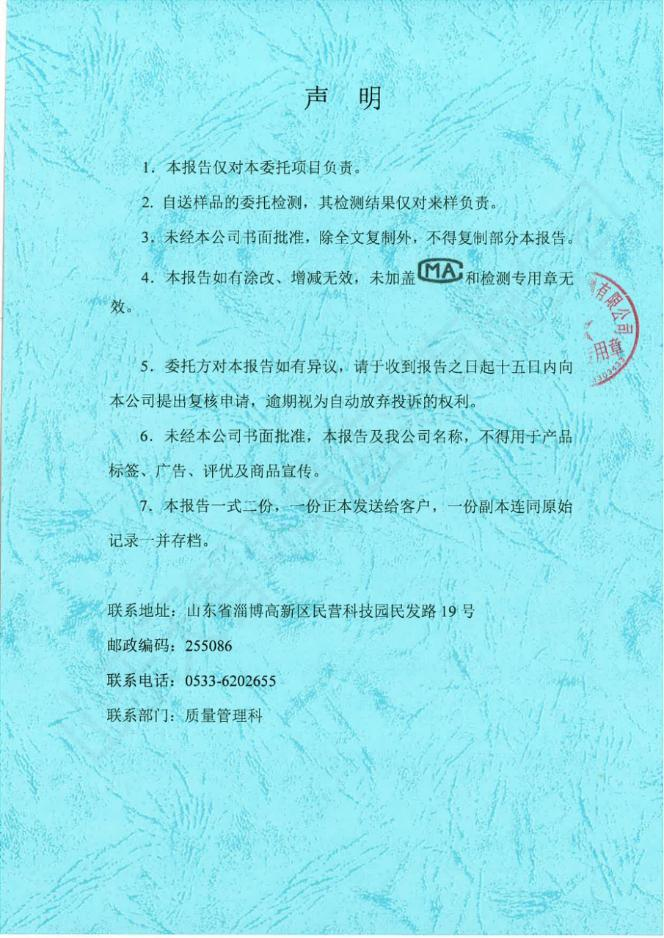 声 明
1．本报告仅对本委托项目负责。
2. 自送样品的委托检测，其检测结果仅对来样负责。
3．未经本公司书面批准，除全文复制外，不得复制部分本报告。
4．本报告如有涂改、增减无效，未加盖MA和检测专用章无
效。
有限公司
用章
5．委托方对本报告如有异议，请于收到报告之日起十五日内向
本公司提出复核申请，逾期视为自动放弃投诉的权利。
6．未经本公司书面批准，本报告及我公司名称，不得用于产品
标签、广告、评优及商品宣传。
7．本报告一式二份，一份正本发送给客户，一份副本连同原始
记录一并存档。
联系地址：山东省淄博高新区民营科技园民发路 19 号
邮政编码：255086
联系电话：0533-6202655
联系部门：质量管理科